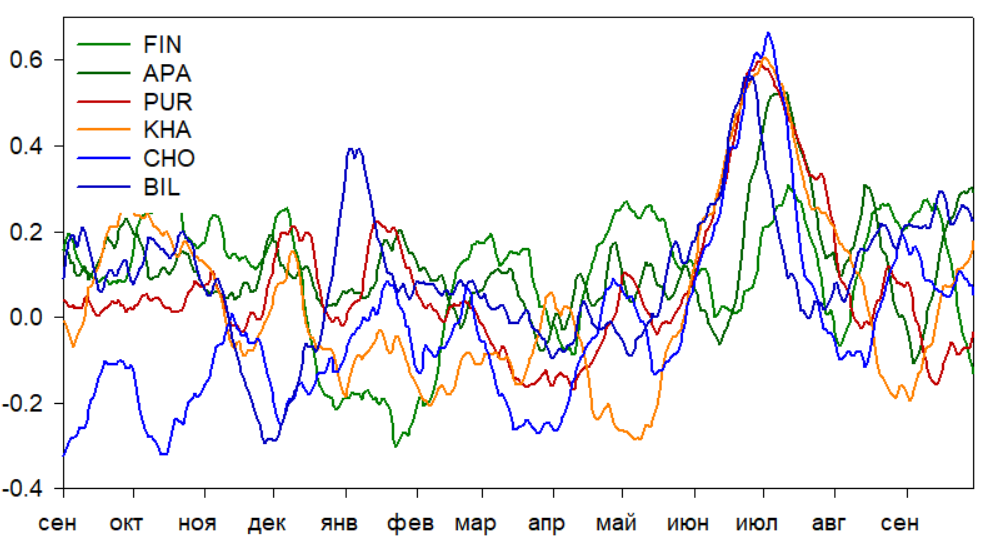 FIN
APA
PUR
KHA
CHO
BIL
0.6
0.4
0.2
0.0
-0.2
-0.4
сен окт ноя дек янв фев мар апр май июн июл авг сен